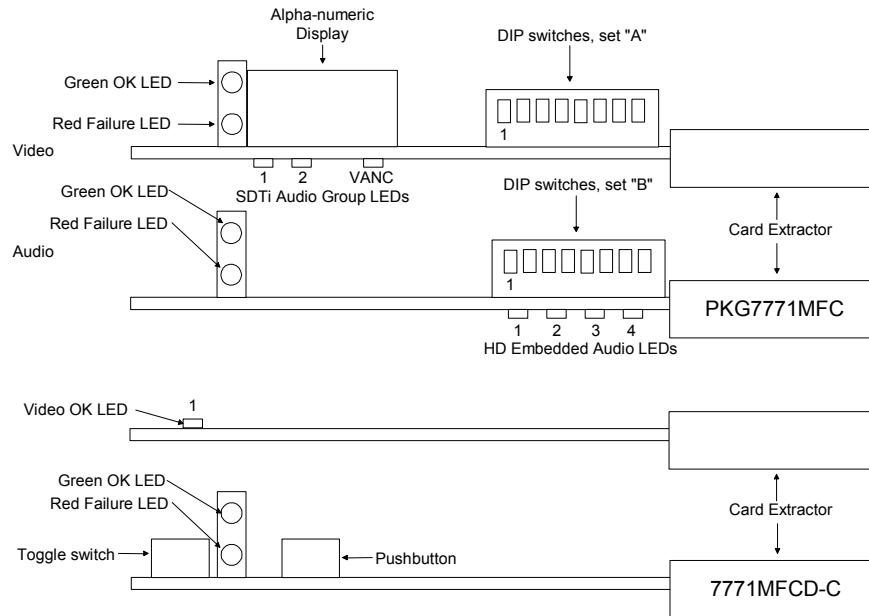 Alpha-numeric
Display
DIP switches, set "A"
Green OK LED
Red Failure LED
1
Video
1 2 VANC
SDTi Audio Group LEDs
Green OK LED
DIP switches, set "B"
Red Failure LED
Card Extractor
Audio
1
PKG7771MFC
1 2 3 4
HD Embedded Audio LEDs
1
Video OK LED
Green OK LED
Red Failure LED
Card Extractor
Toggle switch
Pushbutton
7771MFCD-C